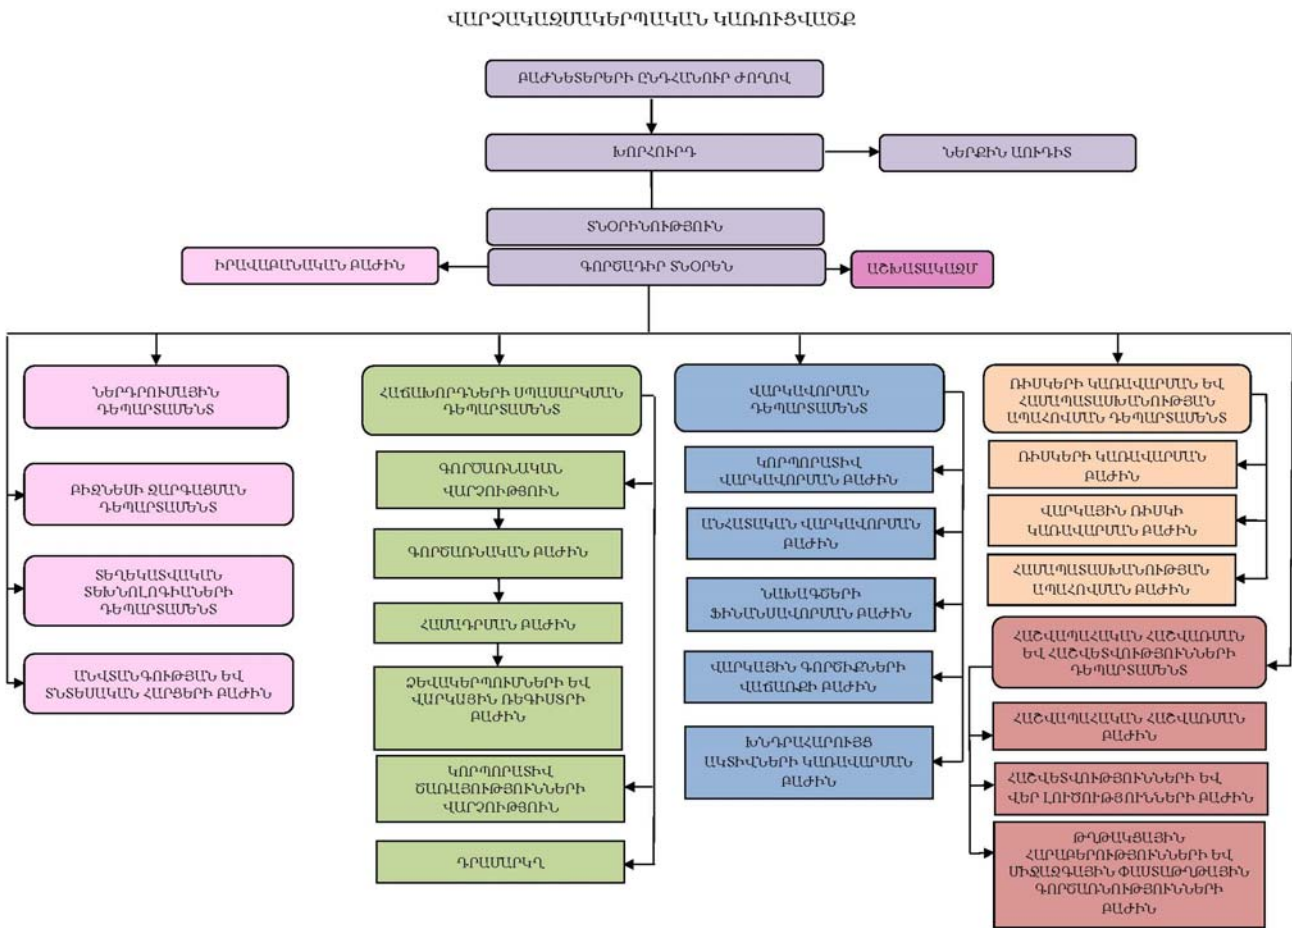 ՎԱՐՉԱԿԱԶՄԱԿԵՐՊԱԿԱՆ ԿԱՌՈՒՑՎԱԾՔ
ԲԱԺՆԵՏԵՐԵՐԻ ԸՆԴՀԱՆՈՒՐ ԺՈՂՈՎ
ԽՈՐՀՈՒՐԴ
ՆԵՐՔԻՆ ԱՈՒԴԻՏ
ՏՆՕՐԻՆՈՒԹՅՈՒՆ
ԻՐԱՎԱԲԱՆԱԿԱՆ ԲԱԺԻՆ
ԳՈՐԾԱԴԻՐ ՏՆՕՐԵՆ
ԱՇԽԱՏԱԿԱԶՄ
ՆԵՐԴՐՈՒՄԱՅԻՆ
ԴԵՊԱՐՏԱՄԵՆՏ
ԲԻԶՆԵՍԻ ԶԱՐԳԱՑՄԱՆ
ԴԵՊԱՐՏԱՄԵՆՏ
ՏԵՂԵԿԱՏՎԱԿԱՆ
ՏԵԽՆՈԼՈԳԻԱՆԵՐԻ
ԴԵՊԱՐՏԱՄԵՆՏ
ԱՆՎՏԱՆԳՈՒԹՅԱՆ ԵՎ
ՏՆՏԵՍԱԿԱՆ ՀԱՐՑԵՐԻ ԲԱԺԻՆ
ՀԱՃԱԽՈՐԴՆԵՐԻ ՍՊԱՍԱՐԿՄԱՆ
ԴԵՊԱՐՏԱՄԵՆՏ
ԳՈՐԾԱՌՆԱԿԱՆ
ՎԱՐՉՈՒԹՅՈՒՆ
ԳՈՐԾԱՌՆԱԿԱՆ ԲԱԺԻՆ
ՀԱՄԱԴՐՄԱՆ ԲԱԺԻՆ
ՁԵՎԱԿԵՐՊՈՒՄՆԵՐԻ ԵՎ
ՎԱՐԿԱՅԻՆ ՌԵԳԻՍՏՐԻ
ԲԱԺԻՆ
ԿՈՐՊՈՐԱՏԻՎ
ԾԱՌԱՅՈՒԹՅՈՒՆՆԵՐԻ
ՎԱՐՉՈՒԹՅՈՒՆ
ԴՐԱՄԱՐԿՂ
ՎԱՐԿԱՎՈՐՄԱՆ
ԴԵՊԱՐՏԱՄԵՆՏ
ԿՈՐՊՈՐԱՏԻՎ
ՎԱՐԿԱՎՈՐՄԱՆ ԲԱԺԻՆ
ԱՆՀԱՏԱԿԱՆ ՎԱՐԿԱՎՈՐՄԱՆ
ԲԱԺԻՆ
ՆԱԽԱԳԾԵՐԻ
ՖԻՆԱՆՍԱՎՈՐՄԱՆ ԲԱԺԻՆ
ՎԱՐԿԱՅԻՆ ԳՈՐԾԻՔՆԵՐԻ
ՎԱՃԱՌՔԻ ԲԱԺԻՆ
ԽՆԴՐԱՀԱՐՈՒՅՑ
ԱԿՏԻՎՆԵՐԻ ԿԱՌԱՎԱՐՄԱՆ
ԲԱԺԻՆ
ՌԻՍԿԵՐԻ ԿԱՌԱՎԱՐՄԱՆ ԵՎ
ՀԱՄԱՊԱՏԱՍԽԱՆՈՒԹՅԱՆ
ԱՊԱՀՈՎՄԱՆ ԴԵՊԱՐՏԱՄԵՆՏ
ՌԻՍԿԵՐԻ ԿԱՌԱՎԱՐՄԱՆ
ԲԱԺԻՆ
ՎԱՐԿԱՅԻՆ ՌԻՍԿԻ
ԿԱՌԱՎԱՐՄԱՆ ԲԱԺԻՆ
ՀԱՄԱՊԱՏԱՍԽԱՆՈՒԹՅԱՆ
ԱՊԱՀՈՎՄԱՆ ԲԱԺԻՆ
ՀԱՇՎԱՊԱՀԱԿԱՆ ՀԱՇՎԱՌՄԱՆ
ԵՎ ՀԱՇՎԵՏՎՈՒԹՅՈՒՆՆԵՐԻ
ԴԵՊԱՐՏԱՄԵՆՏ
ՀԱՇՎԱՊԱՀԱԿԱՆ ՀԱՇՎԱՌՄԱՆ
ԲԱԺԻՆ
ՀԱՇՎԵՏՎՈՒԹՅՈՒՆՆԵՐԻ ԵՎ
ՎԵՐ ԼՈՒԾՈՒԹՅՈՒՆՆԵՐԻ ԲԱԺԻՆ
ԹՂԹԱԿՑԱՅԻՆ
ՀԱՐԱԲԵՐՈՒԹՅՈՒՆՆԵՐԻ ԵՎ
ՄԻՋԱԶԳԱՅԻՆ ՓԱՍՏԱԹՂԹԱՅԻՆ
ԳՈՐԾԱՌՆՈՒԹՅՈՒՆՆԵՐԻ
ԲԱԺԻՆ